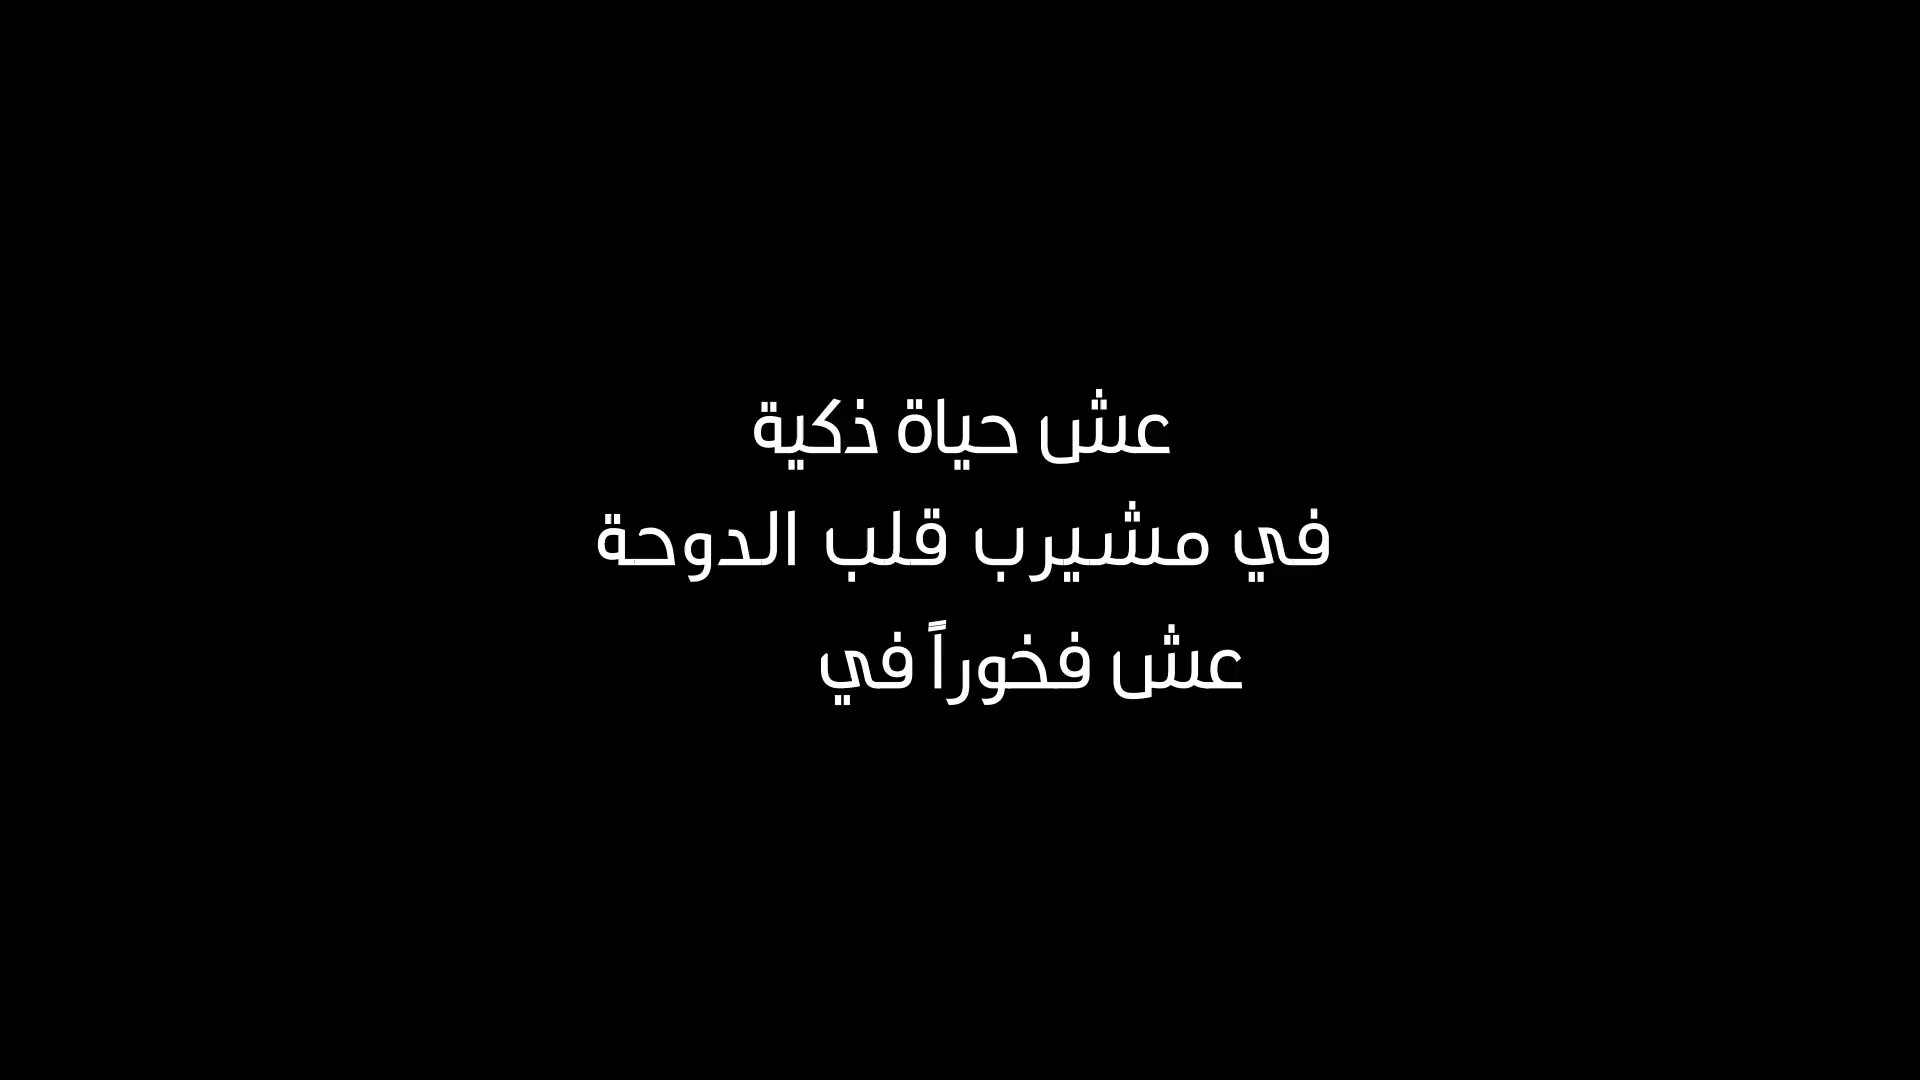 عش حياة ذكية
في مشيرب قلب الدوحة
عش فخوراً في